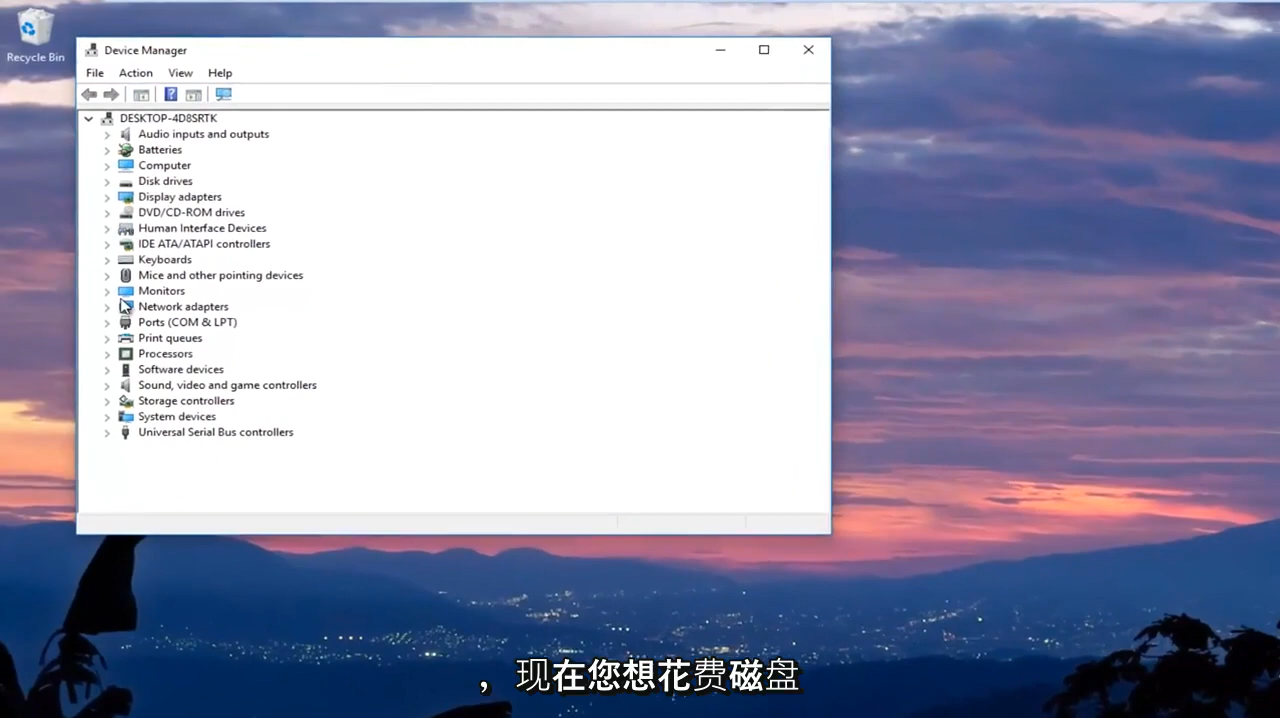 Recycle Bin
Device Manager
File Action View Help
DESKTOP-4D8SRTK
Audio inputs and outputs
Batteries
Computer
Disk drives
Display adapters
DVD/CD-ROM drives
Human Interface Devices
IDE ATA/ATAPI controllers
Keyboards
Mice and other pointing devices
Monitors
Network adapters
Ports (COM & LPT)
Print queues
Processors
Software devices
Sound, video and game controllers
Storage controllers
System devices
Universal Serial Bus controllers
，现在您想花费磁盘